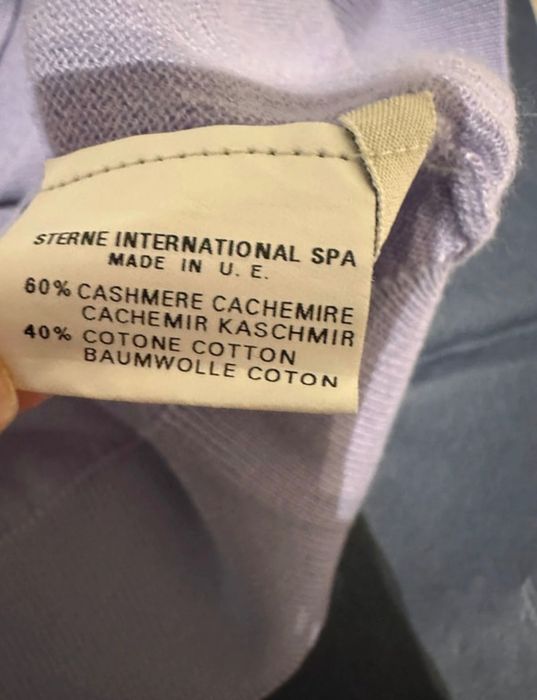 STERNE INTERNATIONAL SPA
MADE IN U. E.
60% CASHMERE CACHEMIRE
CACHEMIR KASCHMIR
40% COTONE COTTON
BAUMWOLLE COTON